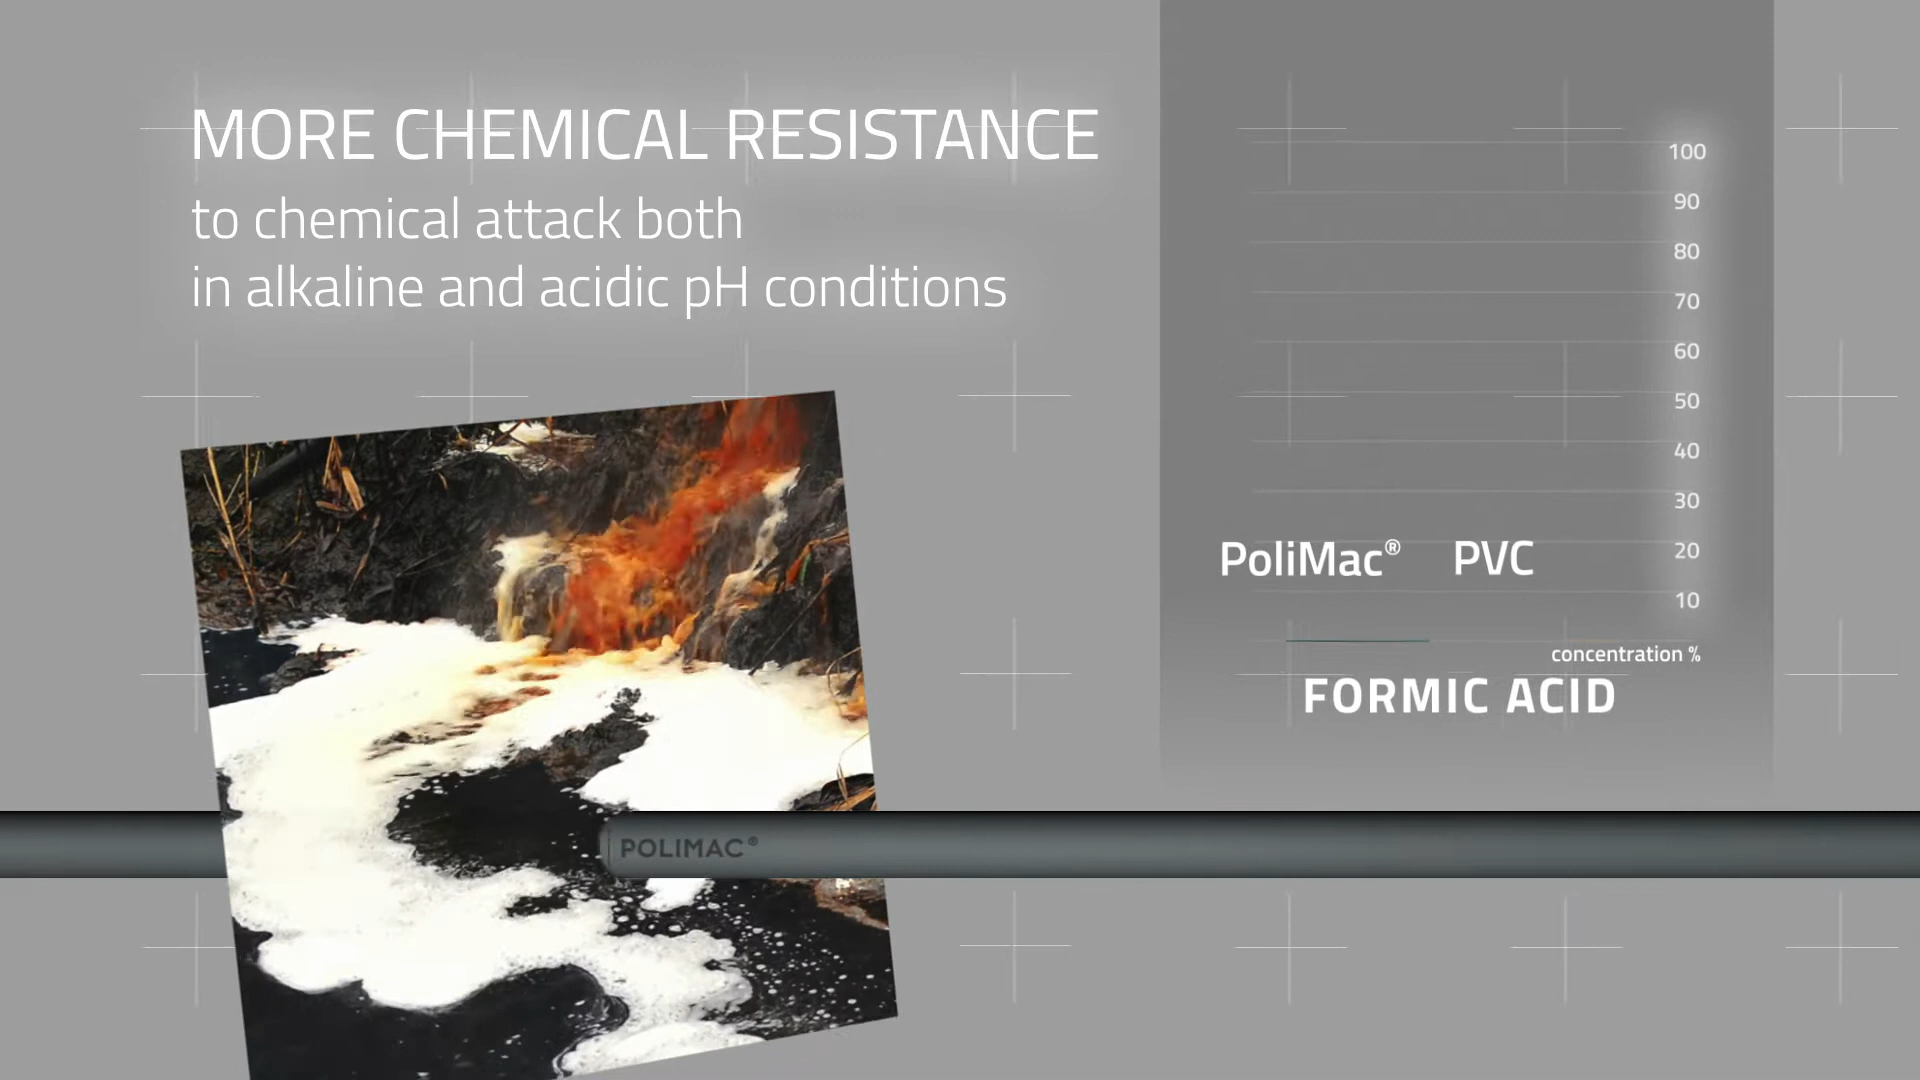 MORE CHEMICAL RESISTANCE
to chemical attack both
in alkaline and acidic pH conditions
100
90
80
70
60
50
40
30
20
10
PoliMac® PVC
concentration %
FORMIC ACID
POLIMAC®